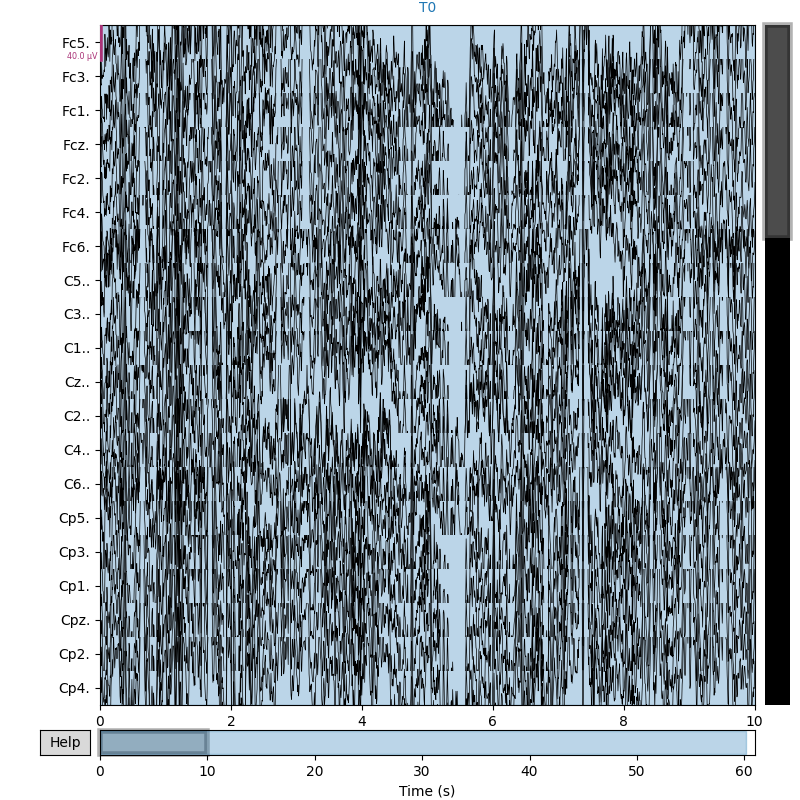 T0
Fc5.
40.0 µV
Fc3.
Fc1.
Fcz.
Fc2.
Fc4.
Fc6.
C5..
C3..
C1..
Cz..
C2..
C4..
C6..
Cp5.
Cp3.
Cp1.
Cpz.
Cp2.
Cp4.
0 2 4 6 8 10
Help
0 10 20 30 40 50 60
Time (s)